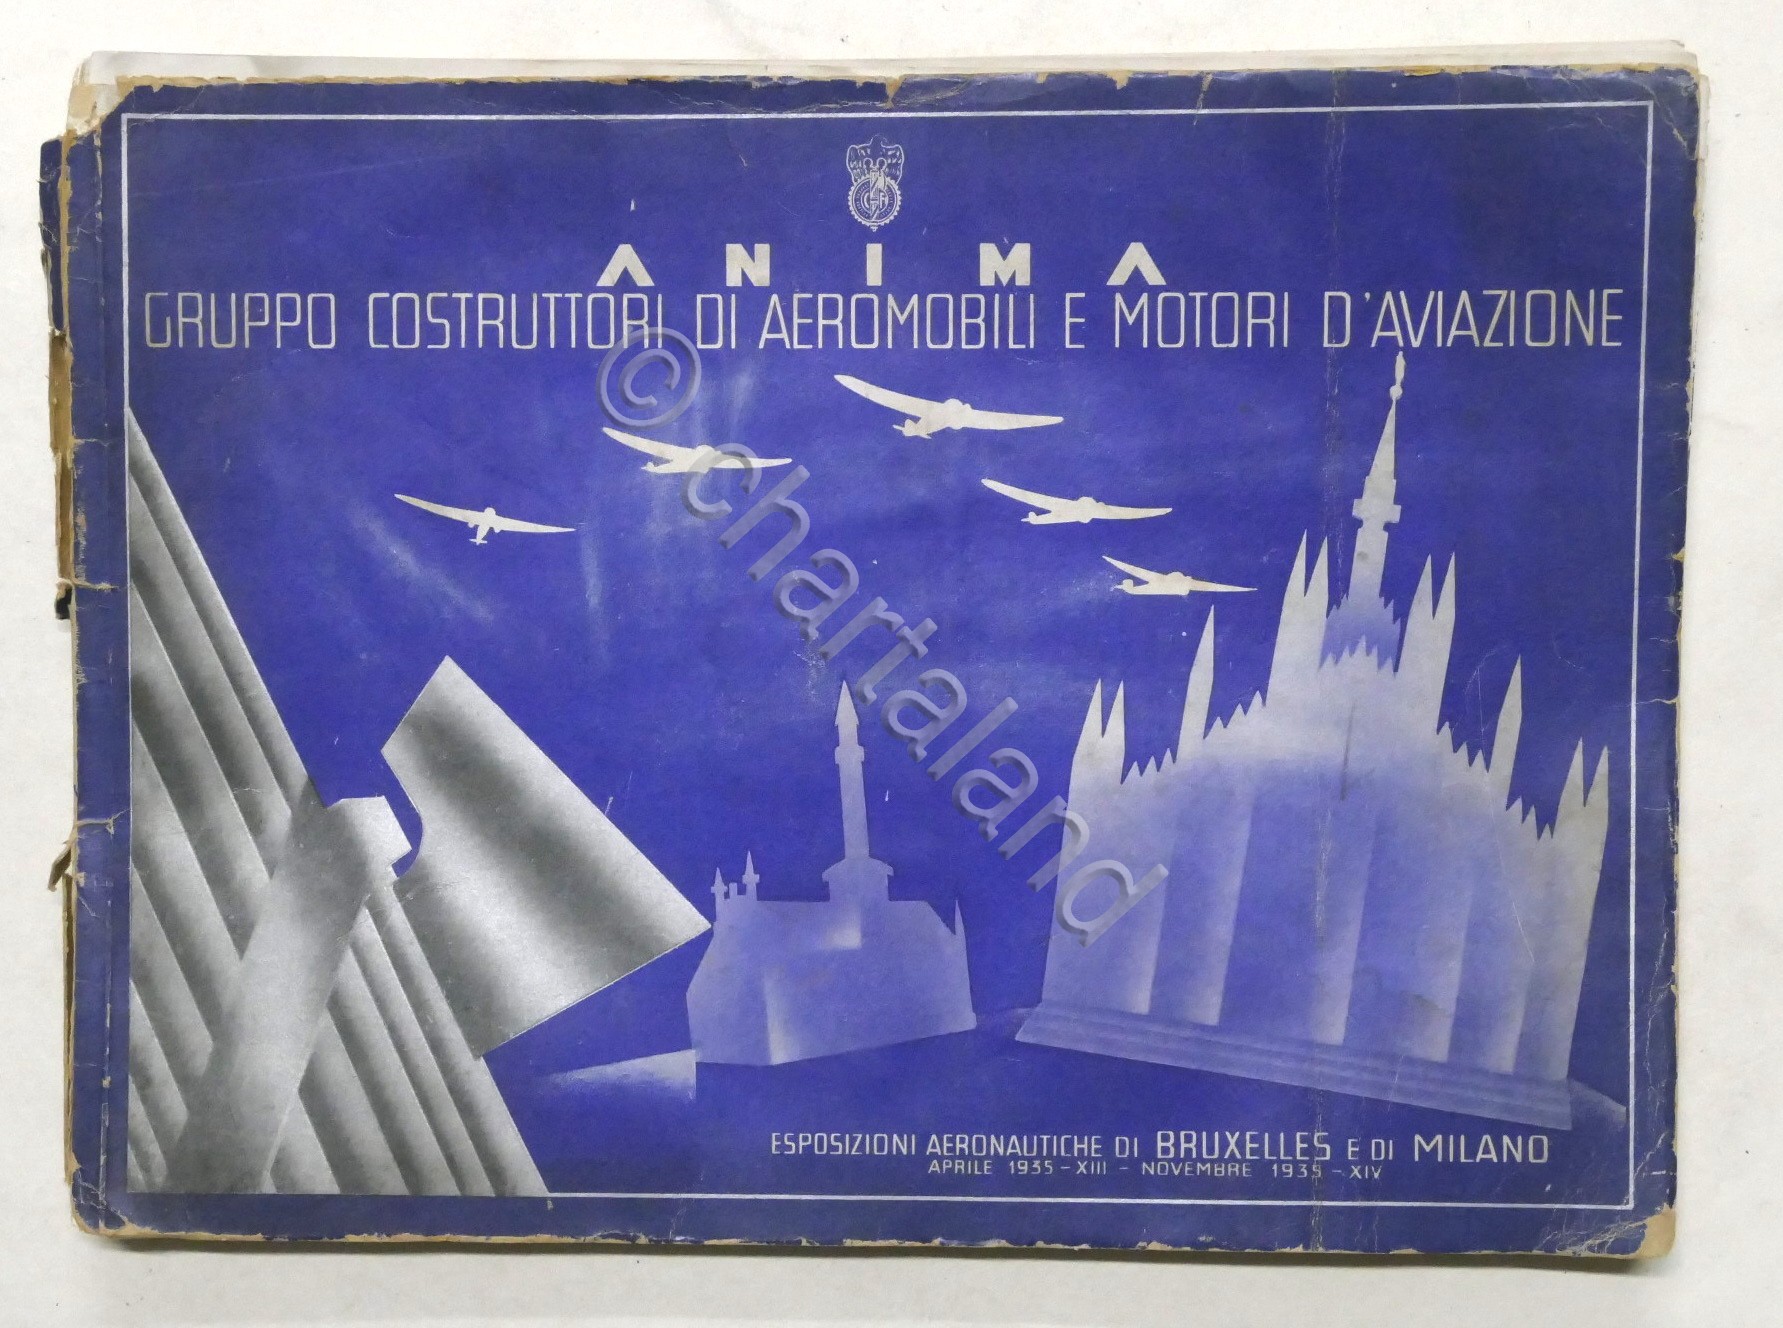 ANIMA
GRUPPO COSTRUTTORI DI AEROMOBILI E MOTORI D'AVIAZIONE
© chartaland
ESPOSIZIONI AERONAUTICHE DI BRUXELLES E DI MILANO
APRILE 1935-XIII - NOVEMBRE 1935-XIV